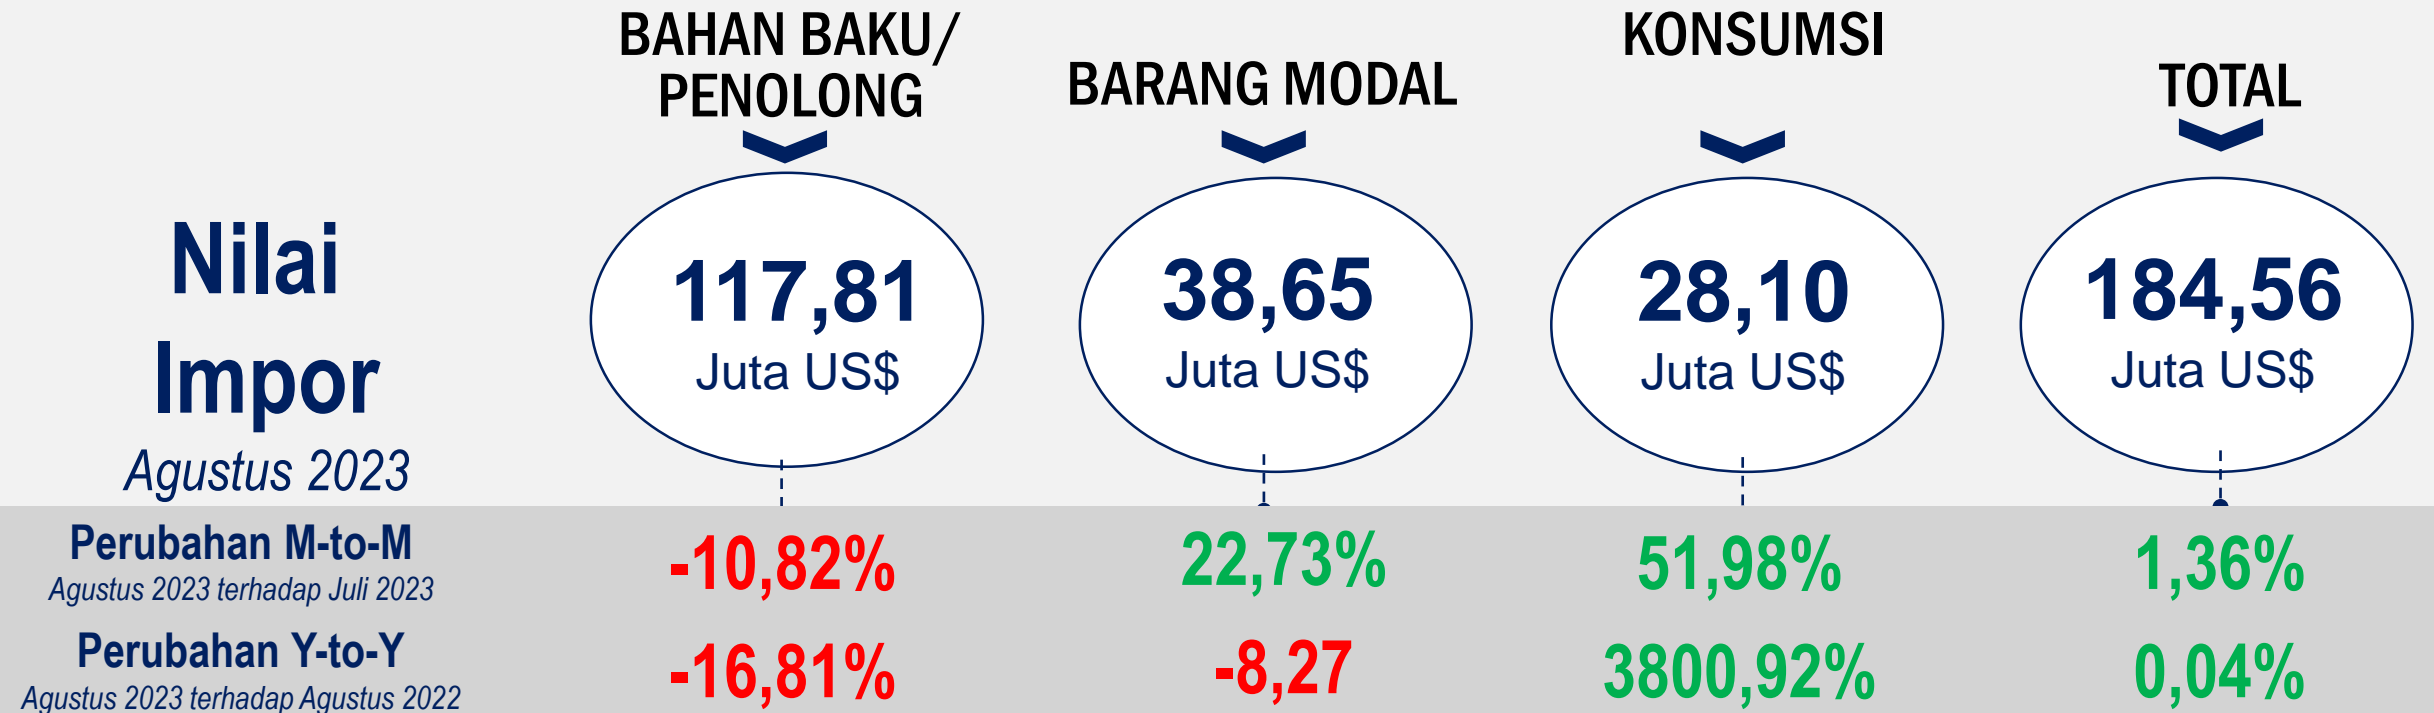 BAHAN BAKU/
PENOLONG
BARANG MODAL
KONSUMSI
TOTAL
Nilai
Impor
Agustus 2023
117,81
Juta US$
38,65
Juta US$
28,10
Juta US$
184,56
Juta US$
Perubahan M-to-M
Agustus 2023 terhadap Juli 2023
-10,82%
22,73%
51,98%
1,36%
Perubahan Y-to-Y
Agustus 2023 terhadap Agustus 2022
-16,81%
-8,27
3800,92%
0,04%